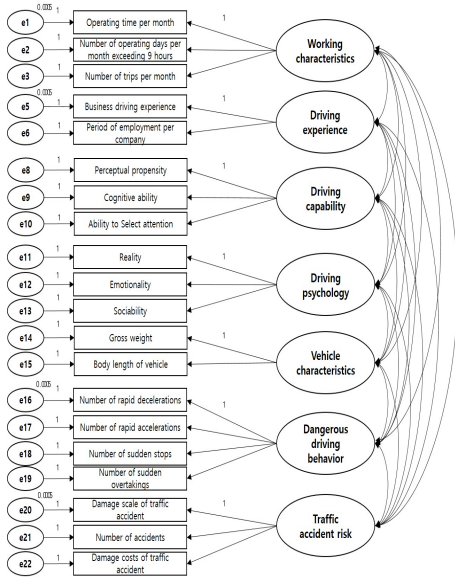 0.0005
e1 1 Operating time per month 1
e2 1 Number of operating days per
month exceeding 9 hours
e3 1 Number of trips per month
Working
characteristics
0.0005
e5 1 Business driving experience 1
e6 1 Period of employment per
company
Driving
experience
e8 1 Perceptual propensity 1
e9 1 Cognitive ability
e10 1 Ability to Select attention
Driving
capability
e11 1 Reality 1
e12 1 Emotionality
e13 1 Sociability
Driving
psychology
e14 1 Gross weight 1
e15 1 Body length of vehicle
Vehicle
characteristics
0.0005
e16 1 Number of rapid decelerations 1
e17 1 Number of rapid accelerations
e18 1 Number of sudden stops
e19 1 Number of sudden
overtakings
Dangerous
driving
behavior
0.0005
e20 1 Damage scale of traffic
accident 1
e21 1 Number of accidents
e22 1 Damage costs of traffic
accident
Traffic
accident risk